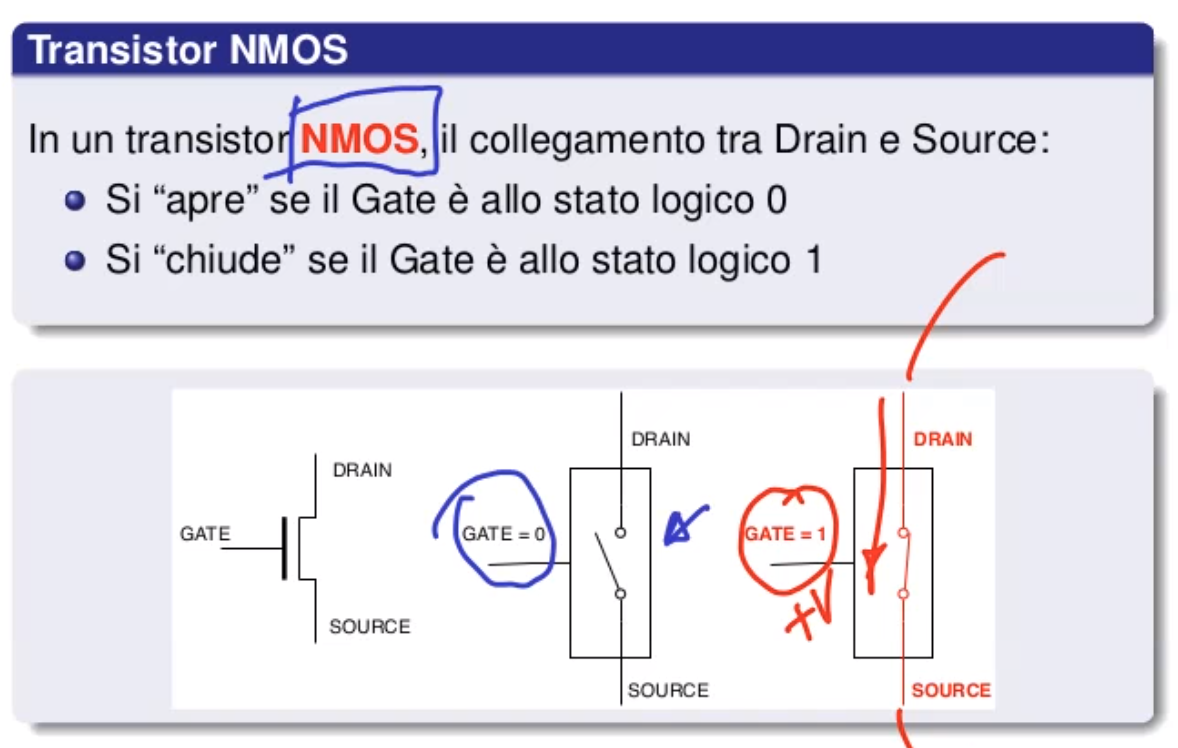 Transistor NMOS
In un transistor NMOS, il collegamento tra Drain e Source:
Si “apre” se il Gate è allo stato logico 0
Si “chiude” se il Gate è allo stato logico 1
DRAIN
GATE
SOURCE
DRAIN
GATE = 0
SOURCE
DRAIN
GATE = 1
+V
SOURCE